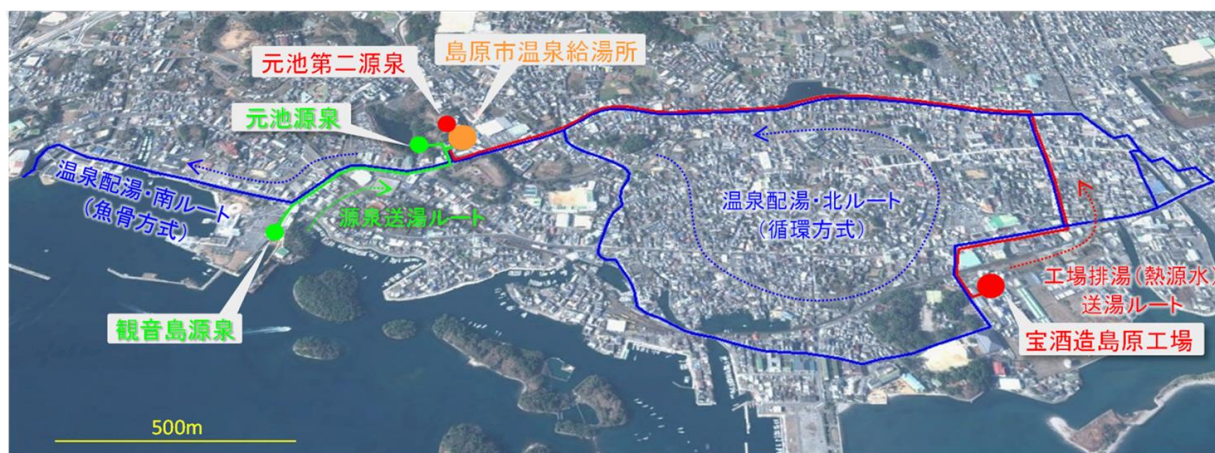 元池第二源泉
島原市温泉給湯所
元池源泉
温泉配湯・南ルート
(魚骨方式)
源泉送湯ルート
温泉配湯・北ルート
(循環方式)
工場排湯(熱源水)
送湯ルート
観音島源泉
宝酒造島原工場
500m